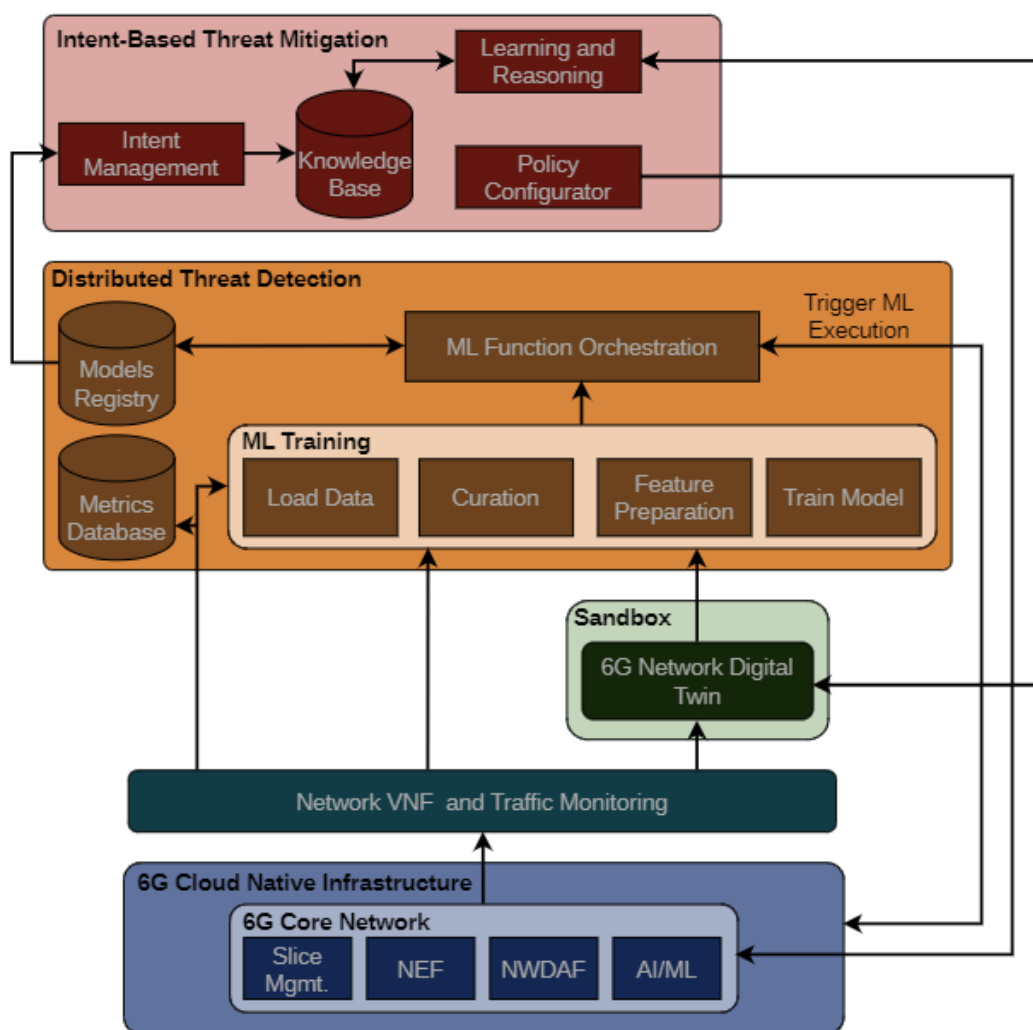 Intent-Based Threat Mitigation
Learning and
Reasoning
Intent
Management
Knowledge
Base
Policy
Configurator
Distributed Threat Detection
Trigger ML
Execution
Models
Registry
ML Function Orchestration
ML Training
Metrics
Database
Load Data
Curation
Feature
Preparation
Train Model
Sandbox
6G Network Digital
Twin
Network VNF and Traffic Monitoring
6G Cloud Native Infrastructure
6G Core Network
Slice
Mgmt.
NEF
NWDAF
AI/ML